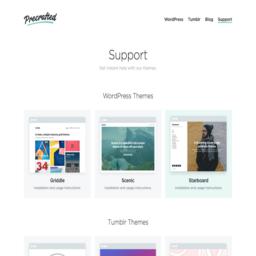 Precrafted
WordPress Tumblr Blog Support
Support
Get instant help with our themes.
WordPress Themes
Griddle
Installation and usage instructions
Scenic
Installation and usage instructions
Starboard
Installation and usage instructions
34
Tumblr Themes